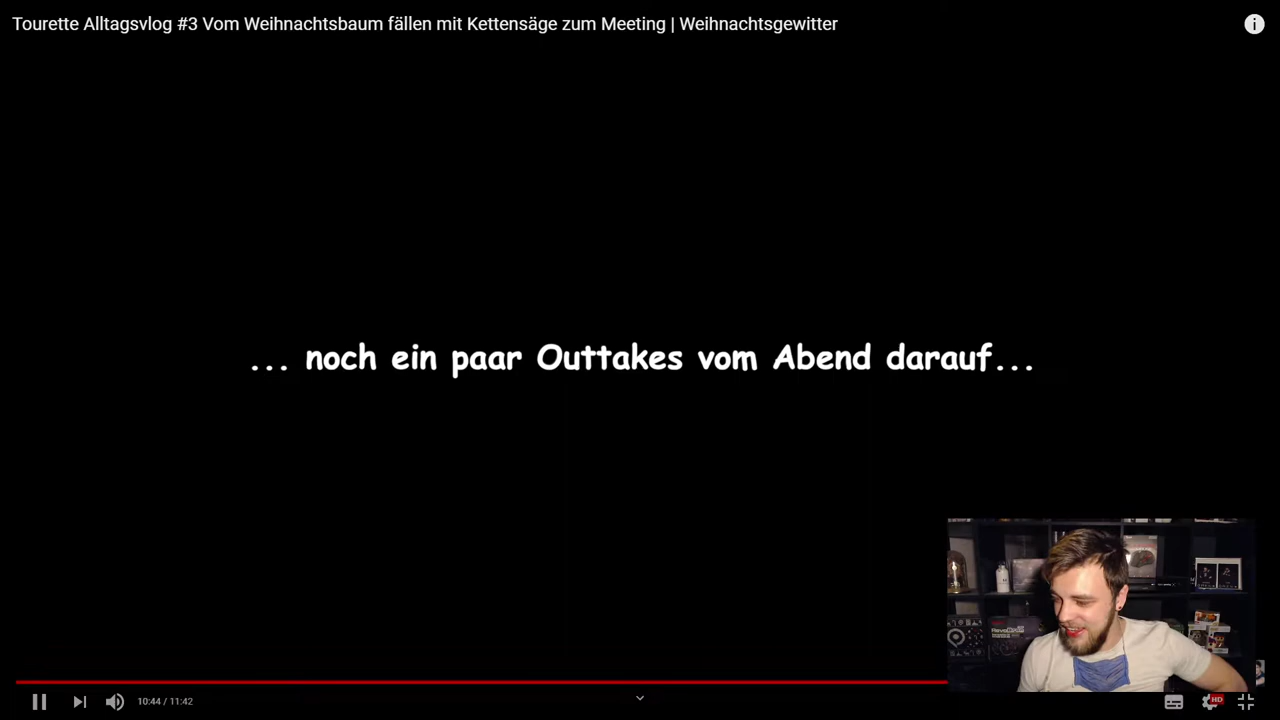 Tourette Alltagsvlog #3 Vom Weihnachtsbaum fällen mit Kettensäge zum Meeting | Weihnachtsgewitter
... noch ein paar Outtakes vom Abend darauf...
10:44 / 11:42
HD